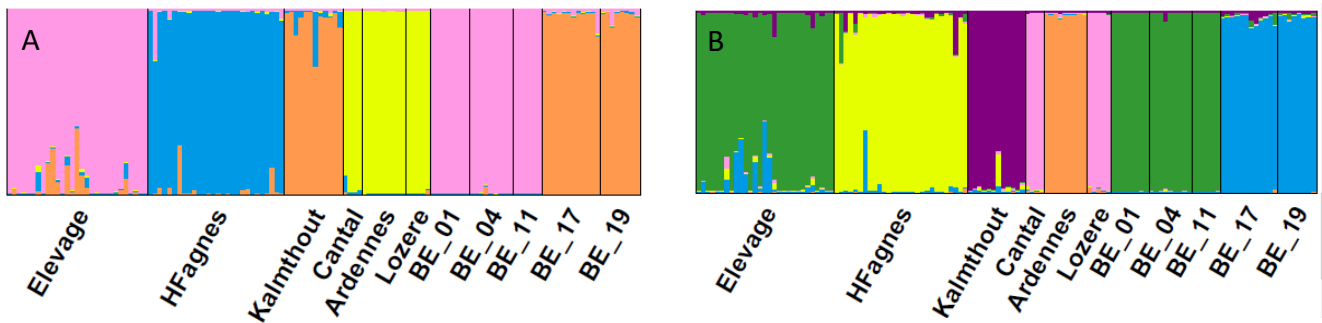 A
B
Elevage
HFagnes
Kalmthout
Cantal
Ardennes
Lozere
BE_01
BE_04
BE_11
BE_17
BE_19
Elevage
HFagnes
Kalmthout
Cantal
Ardennes
Lozere
BE_01
BE_04
BE_11
BE_17
BE_19